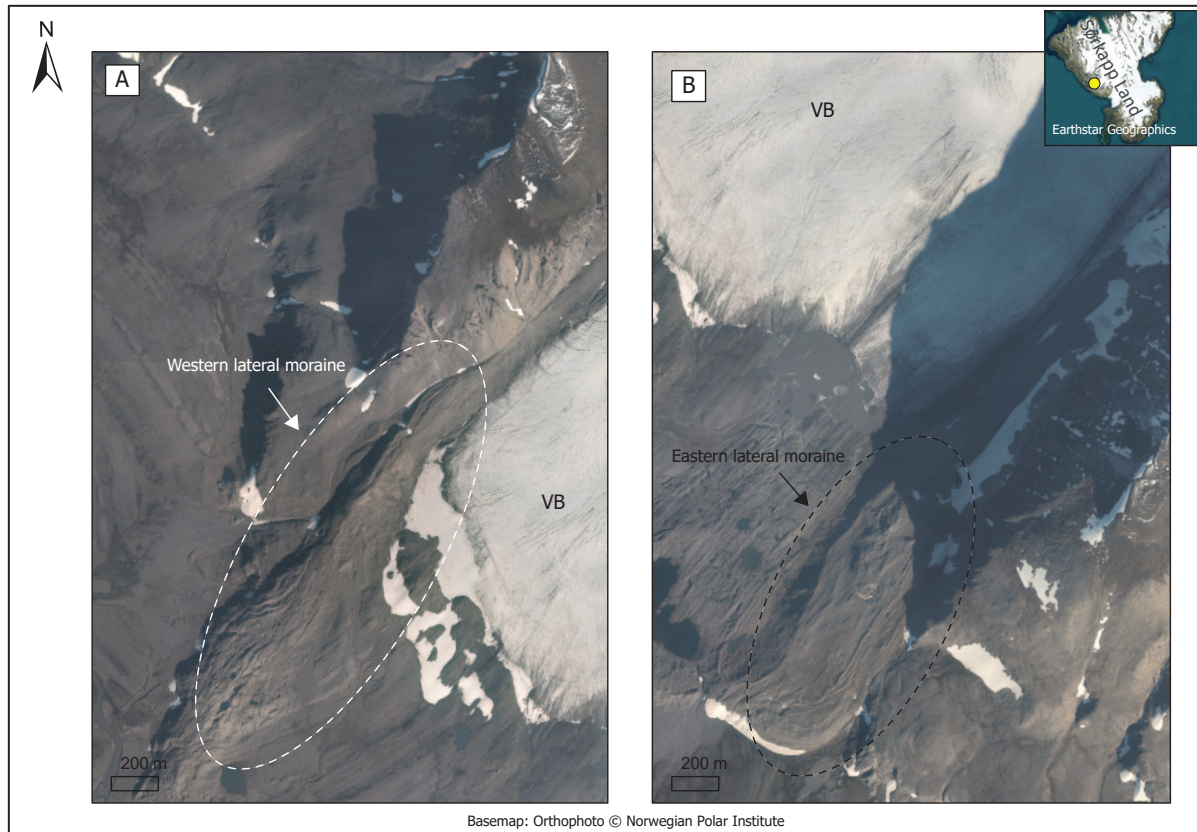 N
A
Western lateral moraine
VB
200 m
B
VB
Eastern lateral moraine
200 m
Sørkapp Land
Earthstar Geographics
Basemap: Orthophoto © Norwegian Polar Institute